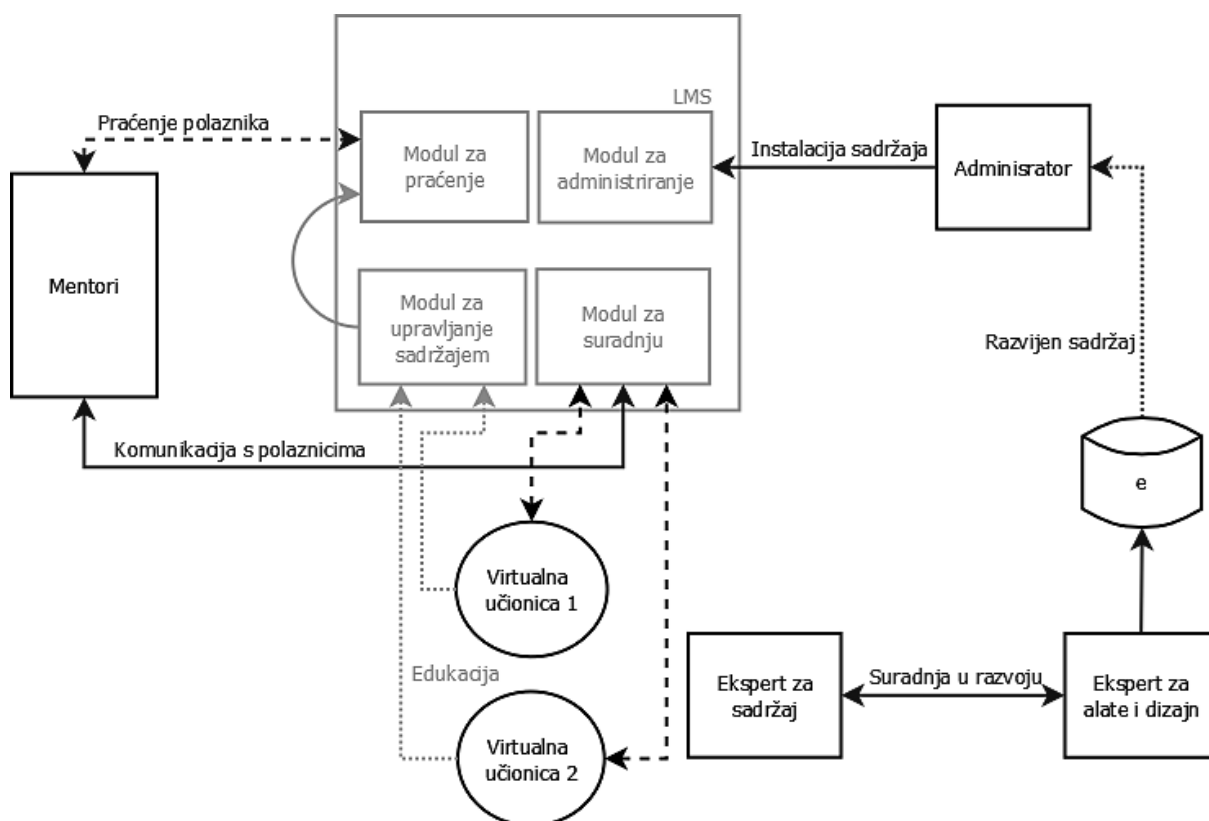 LMS
Praćenje polaznika
Modul za
praćenje
Modul za
administriranje
Instalacija sadržaja
Adminisrator
Mentori
Modul za
upravljanje
sadržajem
Modul za
suradnju
Razvijen sadržaj
Komunikacija s polaznicima
e
Virtualna
učionica 1
Edukacija
Ekspert za
sadržaj
Suradnja u razvoju
Ekspert za
alate i dizajn
Virtualna
učionica 2